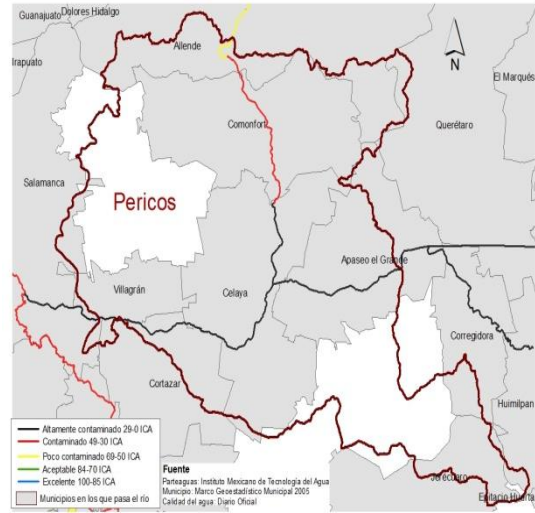 Guanajuato
Dolores Hidalgo
Allende
Irapuato
N
El Marqués
Comonfort
Querétaro
Salamanca
Pericos
Apaseo el Grande
Villagrán
Celaya
Corregidora
Cortazar
Huimilpan
Jerécuaro
Epitacio Huerta
Altamente contaminado 29-0 ICA
Contaminado 49-30 ICA
Poco contaminado 69-50 ICA
Aceptable 84-70 ICA
Excelente 100-85 ICA
Municipios en los que pasa el río
Fuente
Parteaguas: Instituto Mexicano de Tecnología del Agua
Municipio: Marco Geoestadístico Municipal 2005
Calidad del agua: Diario Oficial